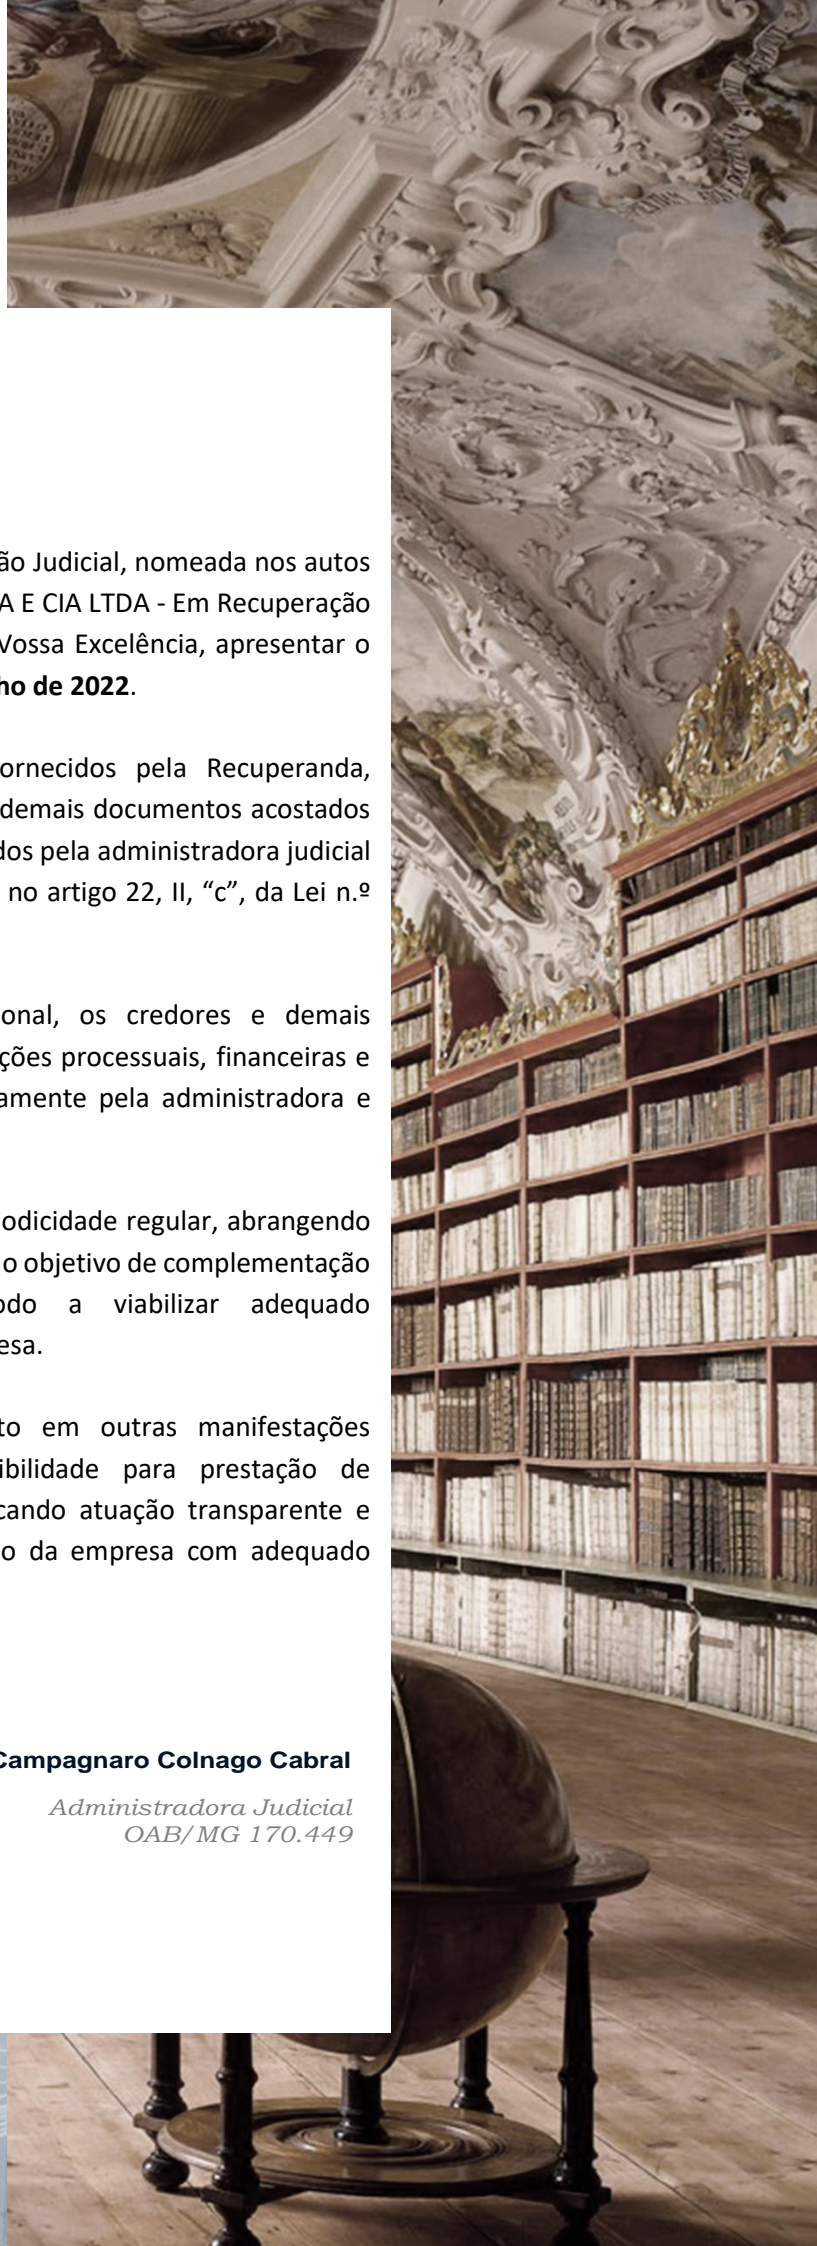 ão Judicial, nomeada nos autos
A E CIA LTDA - Em Recuperação
Vossa Excelência, apresentar o
ho de 2022.
ornecidos pela Recuperanda,
demais documentos acostados
dos pela administradora judicial
no artigo 22, II, “c”, da Lei n.º
onal, os credores e demais
ções processuais, financeiras e
amente pela administradora e
iodicidade regular, abrangendo
o objetivo de complementação
odo a viabilizar adequado
esa.
to em outras manifestações
ibilidade para prestação de
cando atuação transparente e
o da empresa com adequado
Campagnaro Colnago Cabral
Administradora Judicial
OAB/MG 170.449